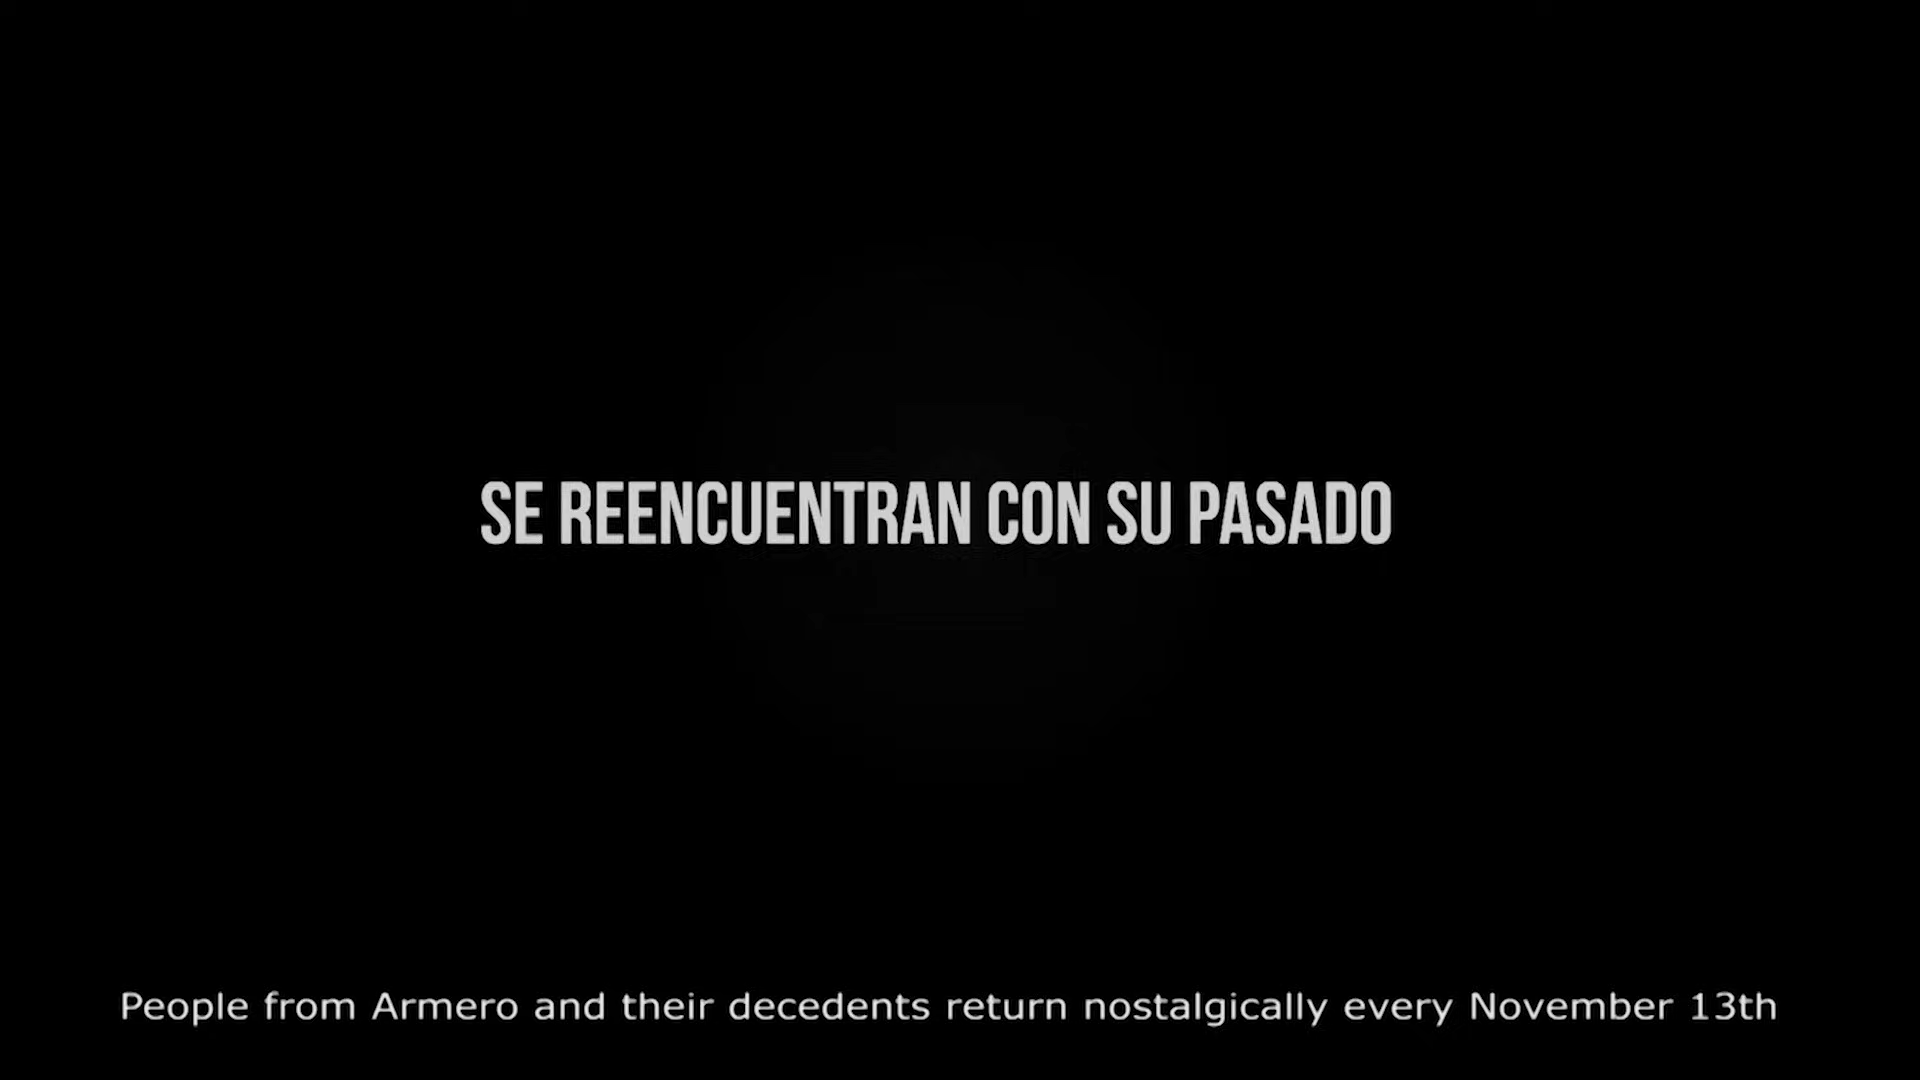 SE REENCUENTRAN CON SU PASADO
People from Armero and their decedents return nostalgically every November 13th